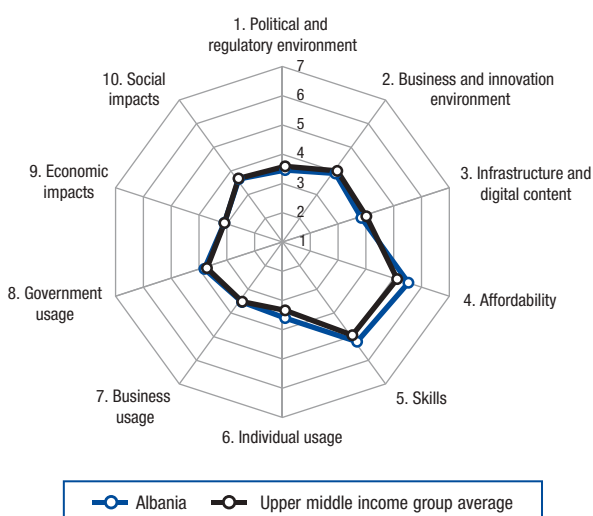 1. Political and
regulatory environment
2. Business and innovation
environment
3. Infrastructure and
digital content
4. Affordability
5. Skills
6. Individual usage
7. Business
usage
8. Government
usage
9. Economic
impacts
10. Social
impacts
7
6
5
4
3
2
1
Albania
Upper middle income group average